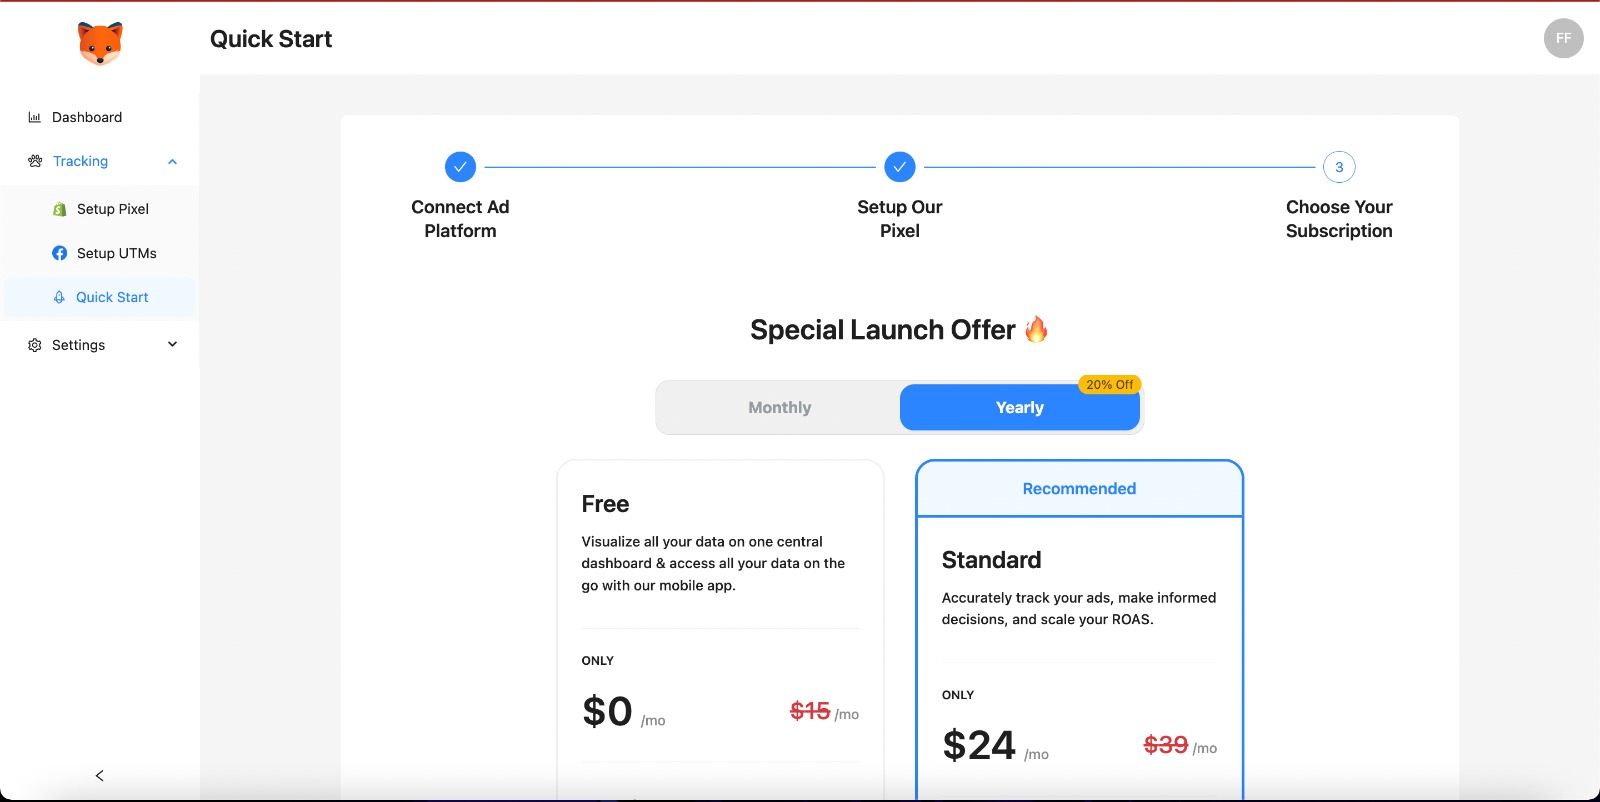 Quick Start
FF
Dashboard
Tracking
Setup Pixel
Setup UTMs
Quick Start
Settings
Connect Ad
Platform
Setup Our
Pixel
3
Choose Your
Subscription
Special Launch Offer 🔥
Monthly
Yearly
20% Off
Free
Visualize all your data on one central
dashboard & access all your data on the
go with our mobile app.
ONLY
$0 /mo
$15 /mo
Recommended
Standard
Accurately track your ads, make informed
decisions, and scale your ROAS.
ONLY
$24 /mo
$39 /mo